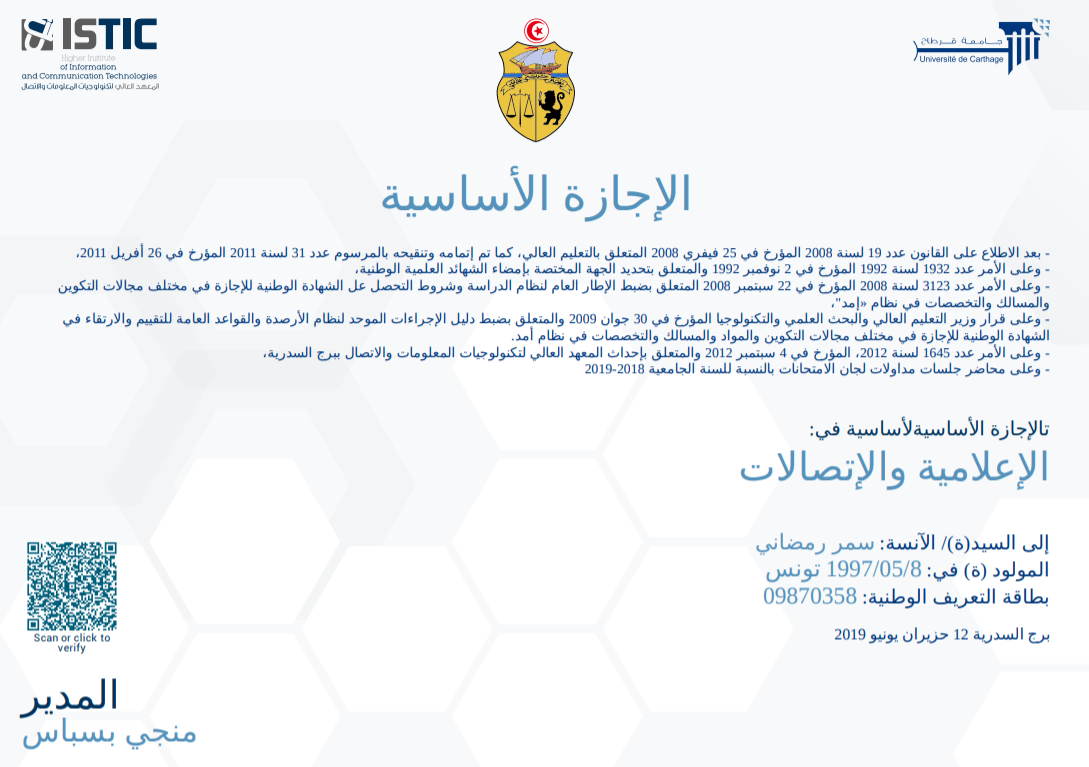 ISTIC
Higher Institute
of Information
and Communication Technologies
المعهد العالي لتكنولوجيات المعلومات والاتصال
جامعة قرطاج
Université de Carthage
الإجازة الأساسية
- بعد الاطلاع على القانون عدد 19 لسنة 2008 المؤرخ في 25 فيفري 2008 المتعلق بالتعليم العالي، كما تم إتمامه وتنقيحه بالمرسوم عدد 31 لسنة 2011 المؤرخ في 26 أفريل 2011،
- وعلى الأمر عدد 1932 لسنة 1992 المؤرخ في 2 نوفمبر 1992 والمتعلق بتحديد الجهة المختصة بإمضاء الشهائد العلمية الوطنية،
- وعلى الأمر عدد 3123 لسنة 2008 المؤرخ في 22 سبتمبر 2008 المتعلق بضبط الإطار العام لنظام الدراسة وشروط التحصل عل الشهادة الوطنية للإجازة في مختلف مجالات التكوين
والمسالك والتخصصات في نظام «إمد"،
- وعلى قرار وزير التعليم العالي والبحث العلمي والتكنولوجيا المؤرخ في 30 جوان 2009 والمتعلق بضبط دليل الإجراءات الموحد لنظام الأرصدة والقواعد العامة للتقييم والارتقاء في
الشهادة الوطنية للإجازة في مختلف مجالات التكوين والمواد والمسالك والتخصصات في نظام أمد.
- وعلى الأمر عدد 1645 لسنة 2012، المؤرخ في 4 سبتمبر 2012 والمتعلق بإحداث المعهد العالي لتكنولوجيات المعلومات والاتصال ببرج السدرية،
- وعلى محاضر جلسات مداولات لجان الامتحانات بالنسبة للسنة الجامعية 2018-2019
تالإجازة الأساسيةلأساسية في:
الإعلامية والإتصالات
إلى السيد(ة)/ الآنسة: سمر رمضاني
المولود (ة) في: 1997/05/8 تونس
بطاقة التعريف الوطنية: 09870358
برج السدرية 12 حزيران يونيو 2019
Scan or click to
verify
المدير
منجي بسباس